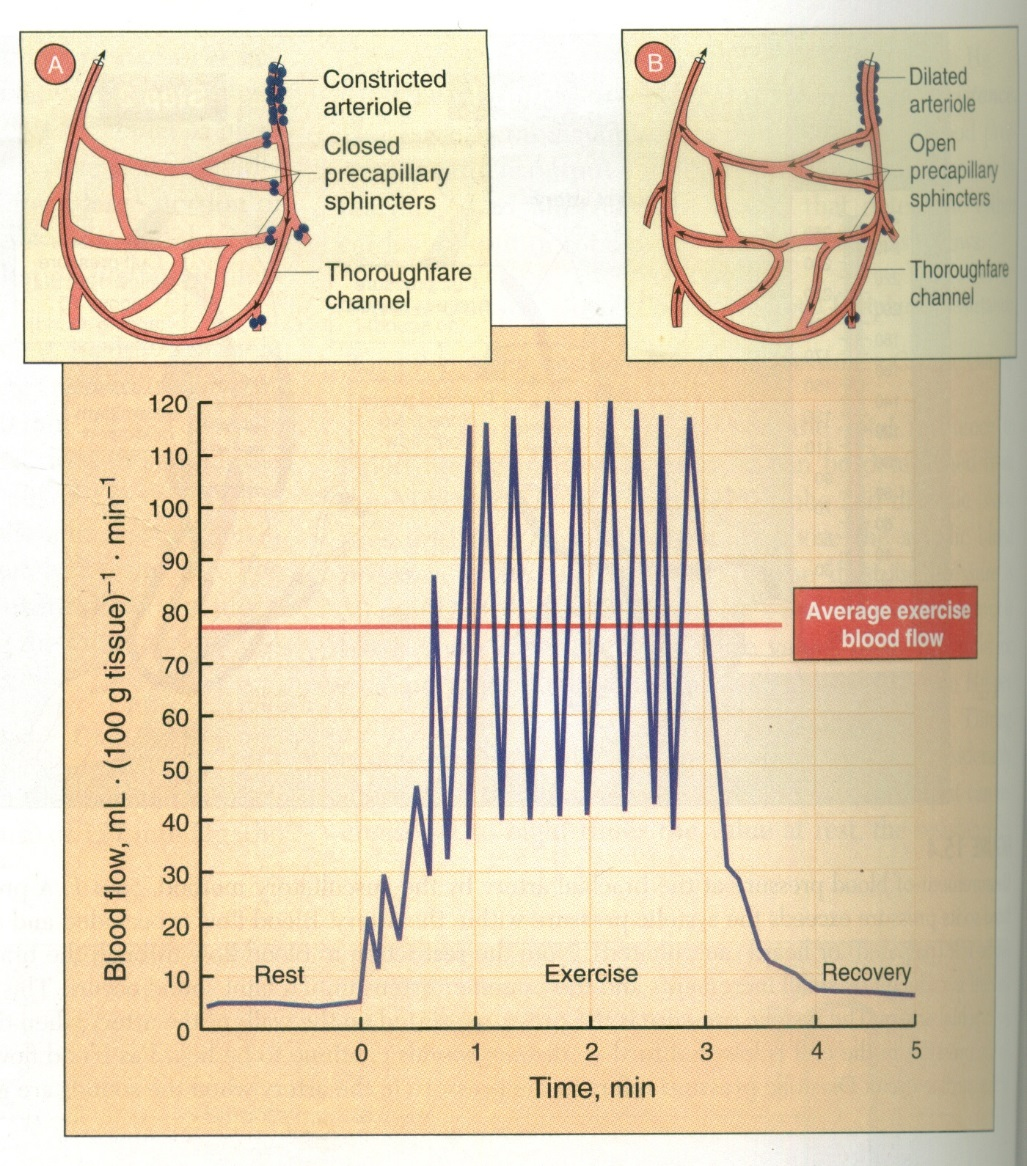 A
Constricted
arteriole
Closed
precapillary
sphincters
Thoroughfare
channel
B
Dilated
arteriole
Open
precapillary
sphincters
Thoroughfare
channel
Blood flow, mL · (100 g tissue)⁻¹ · min⁻¹
120
110
100
90
80
70
60
50
40
30
20
10
0
Average exercise
blood flow
Rest
Exercise
Recovery
0 1 2 3 4 5
Time, min